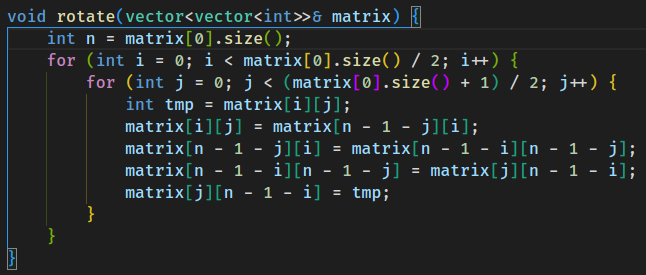 void rotate(vector<vector<int>>& matrix) {
    int n = matrix[0].size();
    for (int i = 0; i < matrix[0].size() / 2; i++) {
        for (int j = 0; j < (matrix[0].size() + 1) / 2; j++) {
            int tmp = matrix[i][j];
            matrix[i][j] = matrix[n - 1 - j][i];
            matrix[n - 1 - j][i] = matrix[n - 1 - i][n - 1 - j];
            matrix[n - 1 - i][n - 1 - j] = matrix[j][n - 1 - i];
            matrix[j][n - 1 - i] = tmp;
        }
    }
}